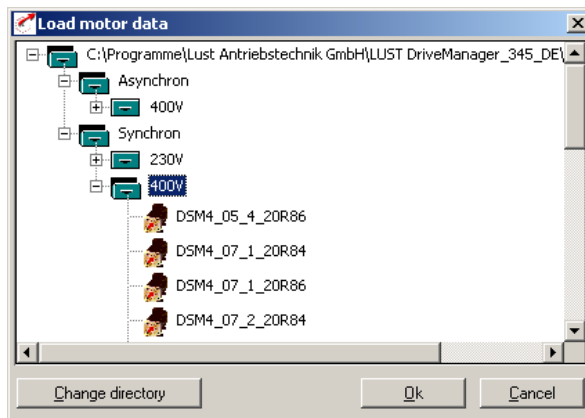 Load motor data
C:\Programme\Lust Antriebstechnik GmbH\LUST DriveManager_345_DE\
Asynchron
400V
Synchron
230V
400V
DSM4_05_4_20R86
DSM4_07_1_20R84
DSM4_07_1_20R86
DSM4_07_2_20R84
Change directory Ok Cancel